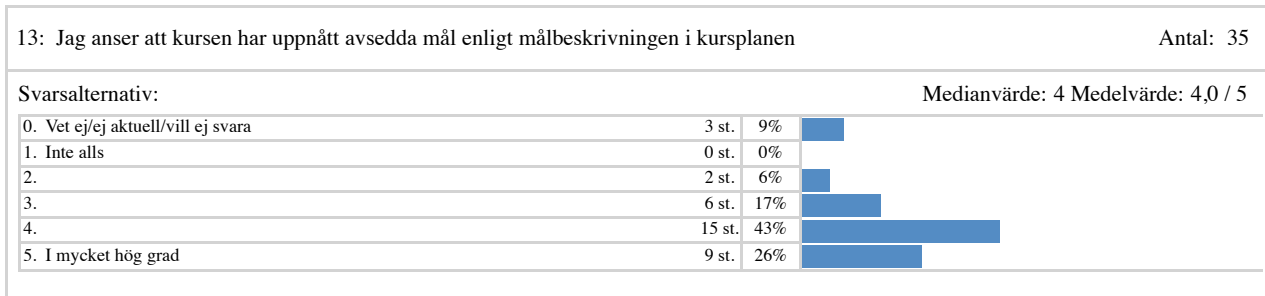 13: Jag anser att kursen har uppnått avsedda mål enligt målbeskrivningen i kursplanen Antal: 35
Svarsalternativ: Medianvärde: 4 Medelvärde: 4,0 / 5
0. Vet ej/ej aktuell/vill ej svara 3 st. 9%
1. Inte alls 0 st. 0%
2. 2 st. 6%
3. 6 st. 17%
4. 15 st. 43%
5. I mycket hög grad 9 st. 26%